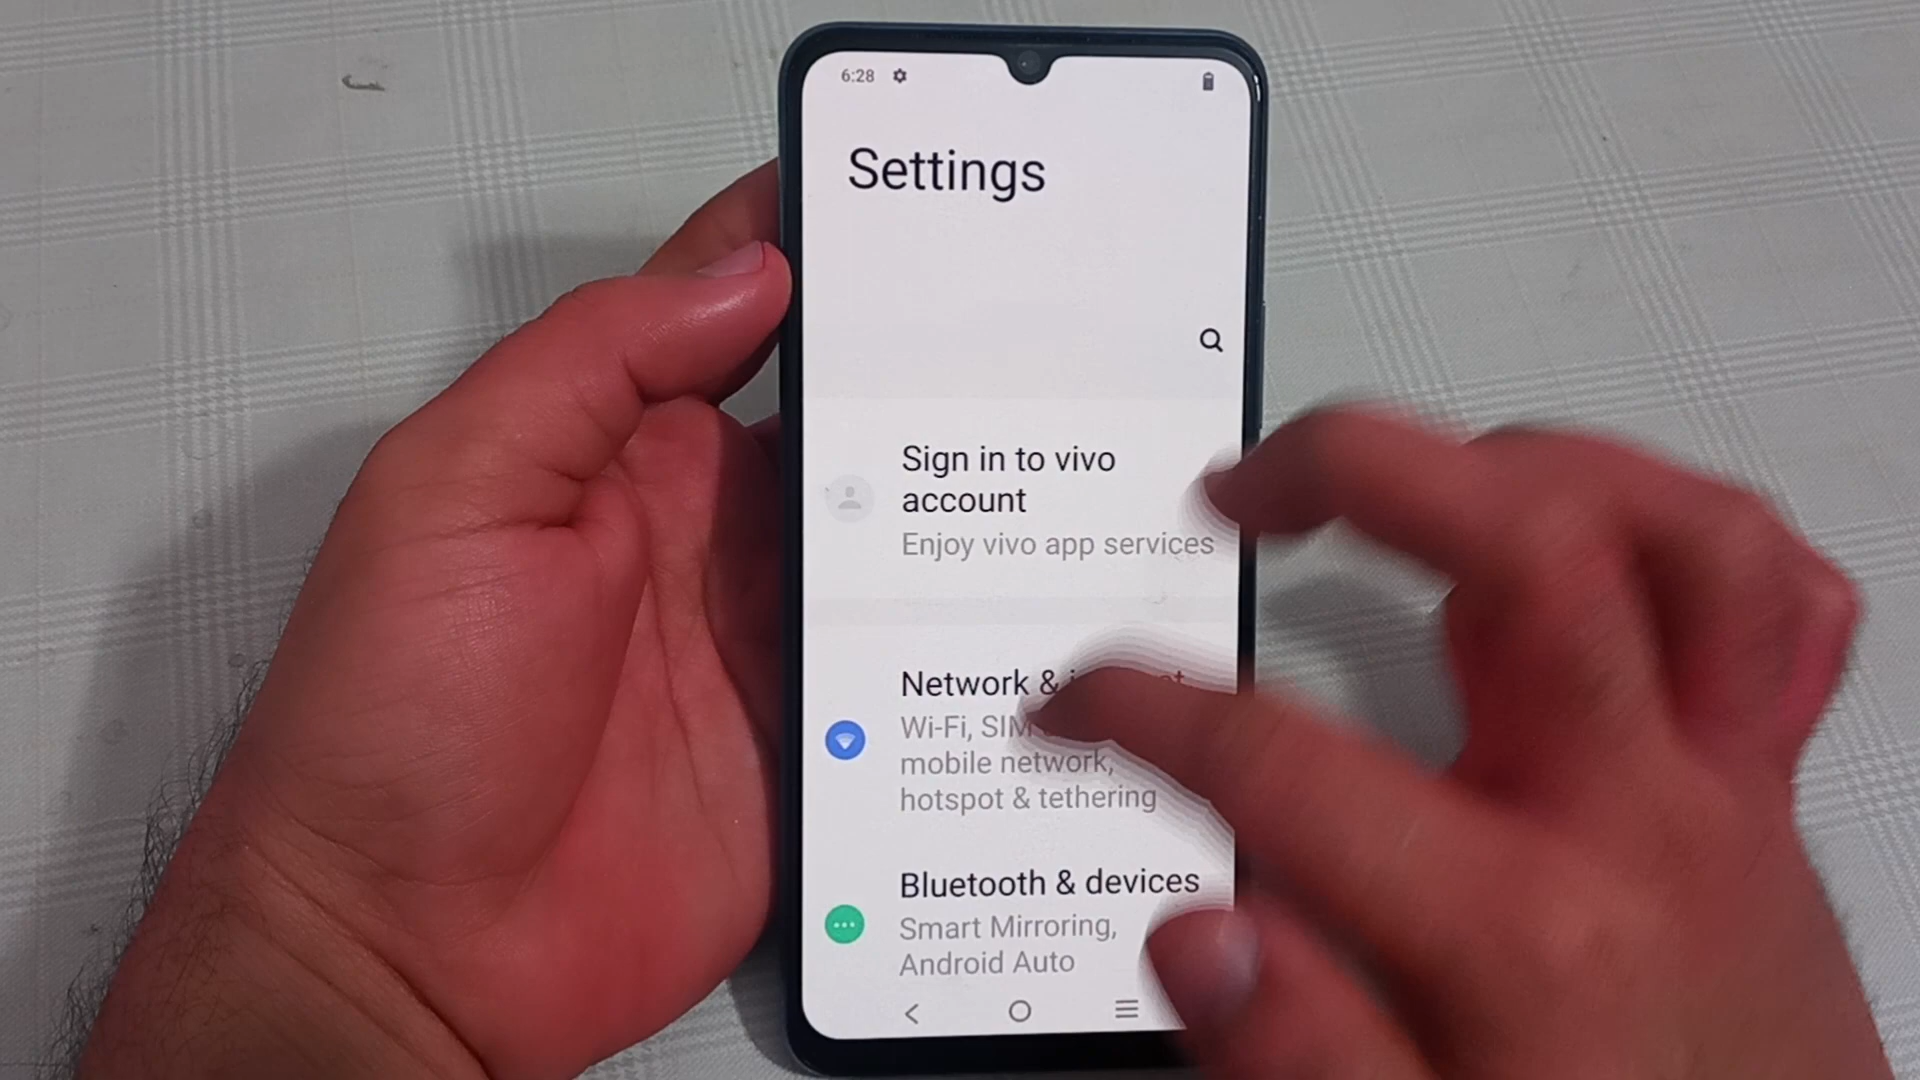 6:28
Settings
Sign in to vivo
account
Enjoy vivo app services
Network &
Wi-Fi, SIM
mobile network,
hotspot & tethering
Bluetooth & devices
Smart Mirroring,
Android Auto